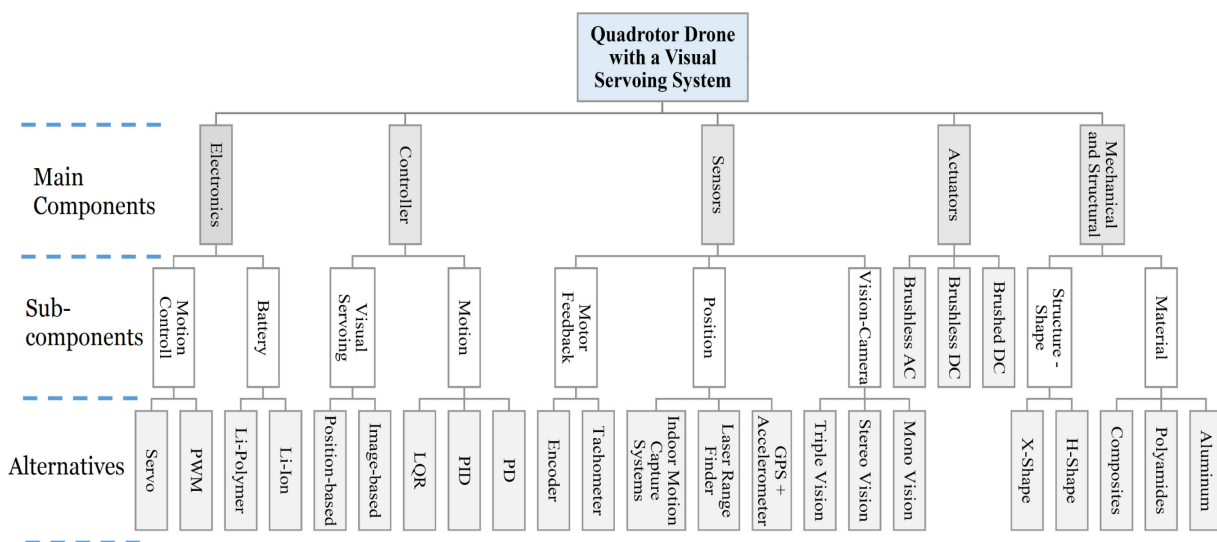 Quadrotor Drone
with a Visual
Servoing System
Main
Components
Electronics
Controller
Sensors
Actuators
Mechanical
and Structural
Sub-
components
Motion
Controll
Battery
Visual
Servoing
Motion
Motor
Feedback
Position
Vision-Camera
Brushless AC
Brushless DC
Brushed DC
Structure -
Shape
Material
Alternatives
Servo
PWM
Li-Polymer
Li-Ion
Position-based
Image-based
LQR
PID
PD
Encoder
Tachometer
Indoor Motion
Capture
Systems
Laser Range
Finder
GPS +
Accelerometer
Triple Vision
Stereo Vision
Mono Vision
X-Shape
H-Shape
Composites
Polyamides
Aluminum